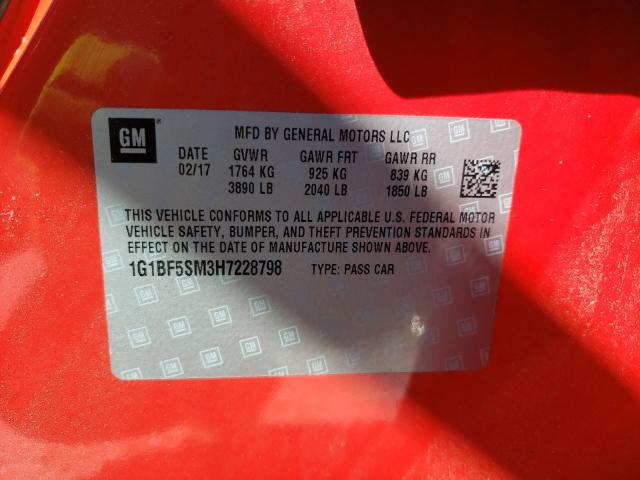 GM
MFD BY GENERAL MOTORS LLC
DATE GVWR GAWR FRT GAWR RR
02/17 1764 KG 925 KG 839 KG
3890 LB 2040 LB 1850 LB
THIS VEHICLE CONFORMS TO ALL APPLICABLE U.S. FEDERAL MOTOR
VEHICLE SAFETY, BUMPER, AND THEFT PREVENTION STANDARDS IN
EFFECT ON THE DATE OF MANUFACTURE SHOWN ABOVE.
1G1BF5SM3H7228798 TYPE: PASS CAR